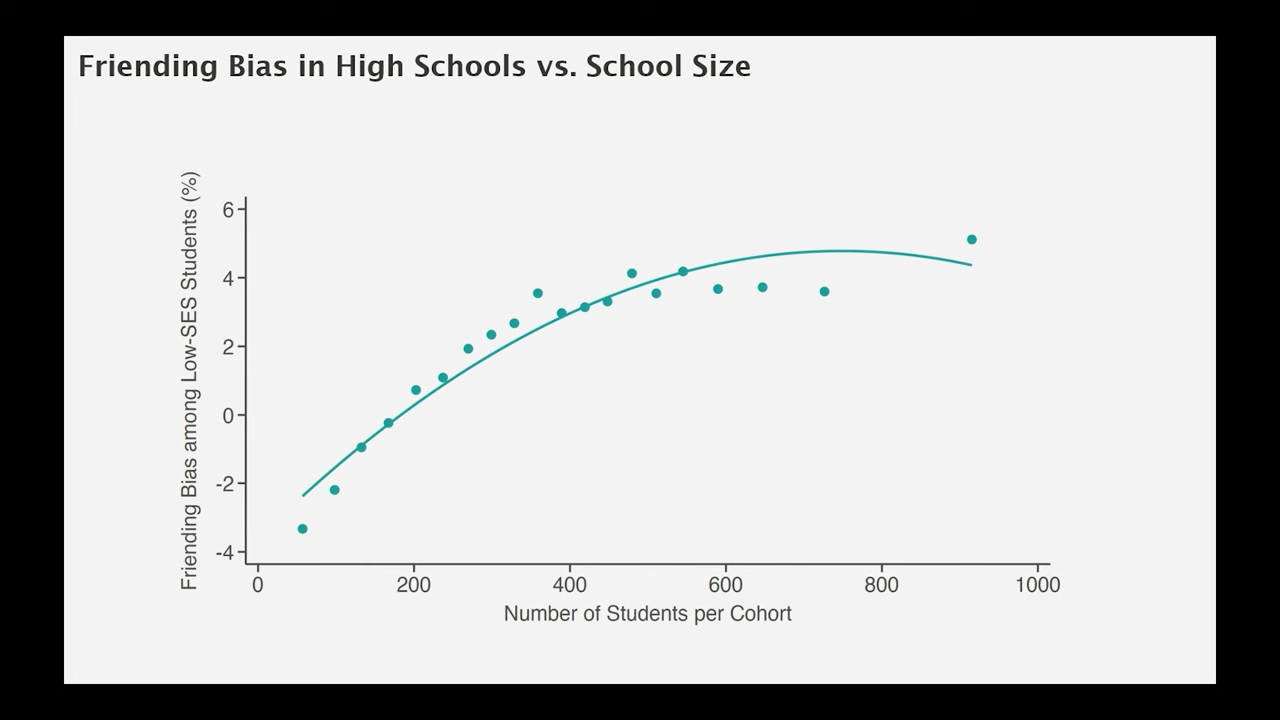 Friending Bias in High Schools vs. School Size
Friending Bias among Low-SES Students (%)
6
4
2
0
-2
-4
0 200 400 600 800 1000
Number of Students per Cohort